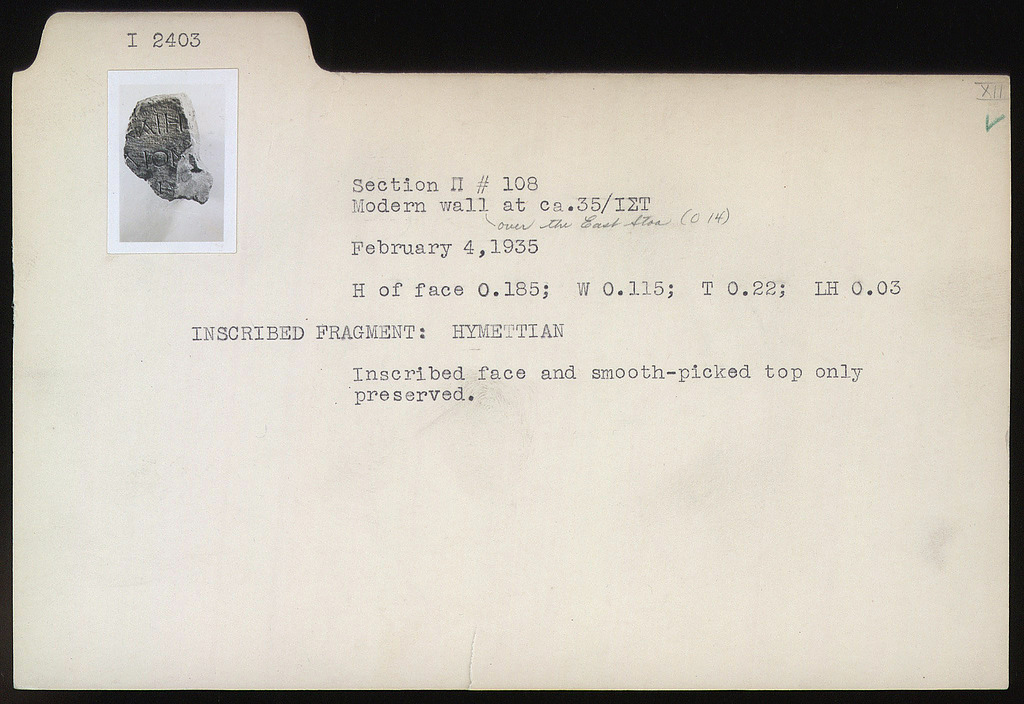 I 2403
XII
Section Π # 108
Modern wall at ca.35/ΙΣΤ
over the East Stoa (O 14)
February 4,1935
H of face 0.185; W 0.115; T 0.22; LH 0.03
INSCRIBED FRAGMENT: HYMETTIAN
Inscribed face and smooth-picked top only
preserved.